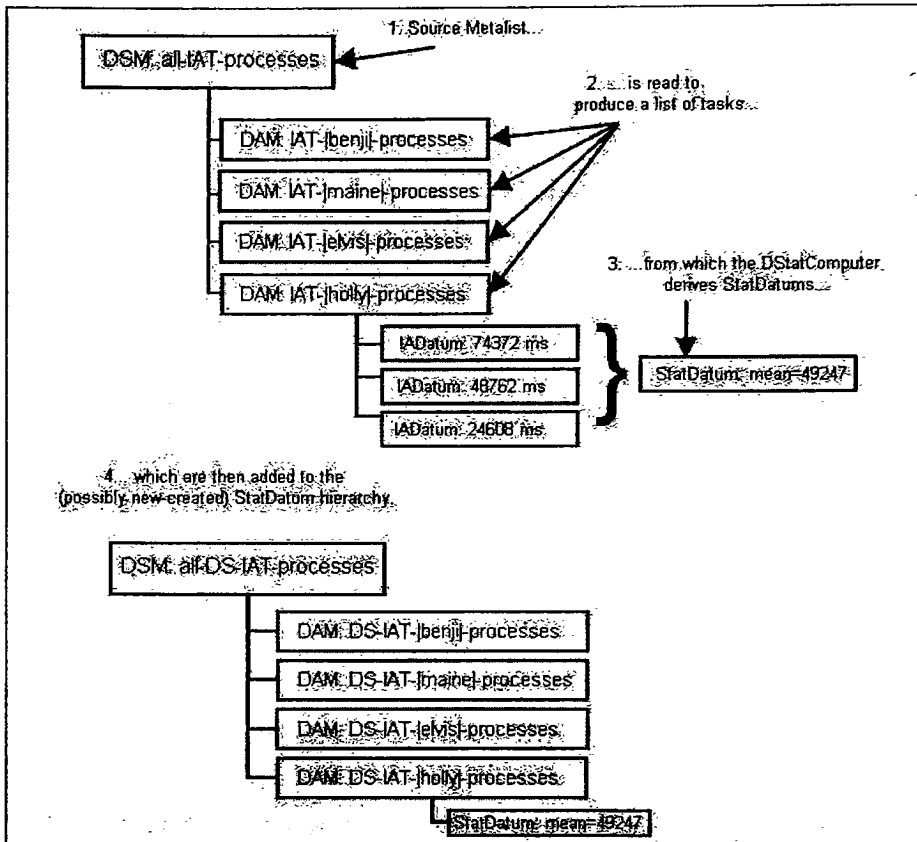 1. Source Metalist...
DSM: all-IAT-processes
2. ... is read to
produce a list of tasks...
DAM: IAT-|benji|-processes
DAM: IAT-|maine|-processes
DAM: IAT-|elvis|-processes
DAM: IAT-|holly|-processes
3. ...from which the DStatComputer
derives StatDatums...
IADatum: 74372 ms
IADatum: 48762 ms
IADatum: 24608 ms
}
StatDatum: mean=49247
4... which are then added to the
(possibly new-created) StatDatom hierarchy.
DSM: all-DS-IAT-processes
DAM: DS-IAT-|benji|-processes
DAM: DS-IAT-|maine|-processes
DAM: DS-IAT-|elvis|-processes
DAM: DS-IAT-|holly|-processes
StatDatum: mean=49247